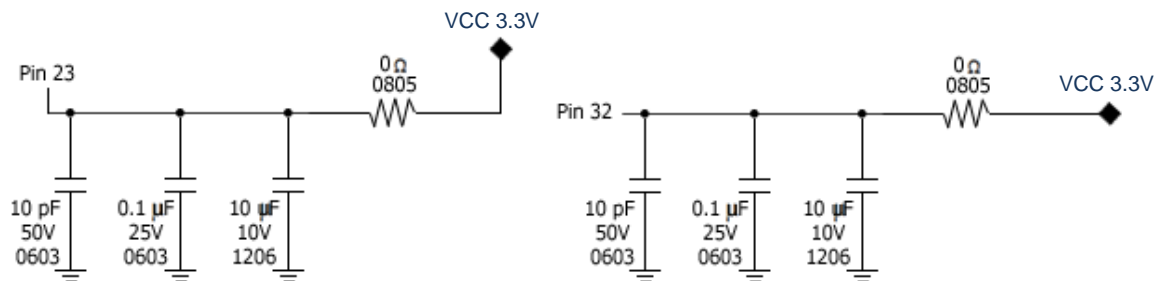 VCC 3.3V
Pin 23
0Ω
0805
10 pF
50V
0603
0.1 µF
25V
0603
10 µF
10V
1206
VCC 3.3V
Pin 32
0Ω
0805
10 pF
50V
0603
0.1 µF
25V
0603
10 µF
10V
1206